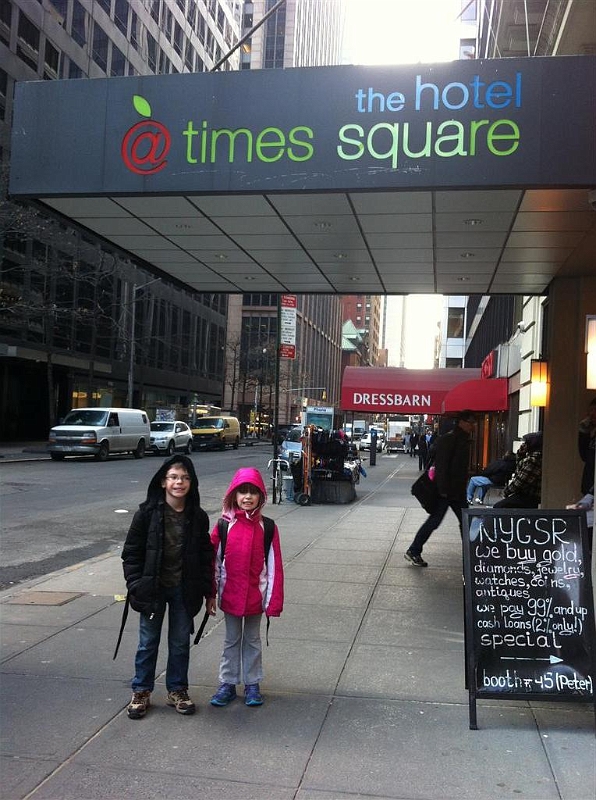 the hotel
@ times square
DRESSBARN
NYGSR
we buy gold,
diamonds, jewelry,
watches, coins,
antiques
we pay 99% and up
cash loans (2% only!)
special
booth # 45 (Peter)